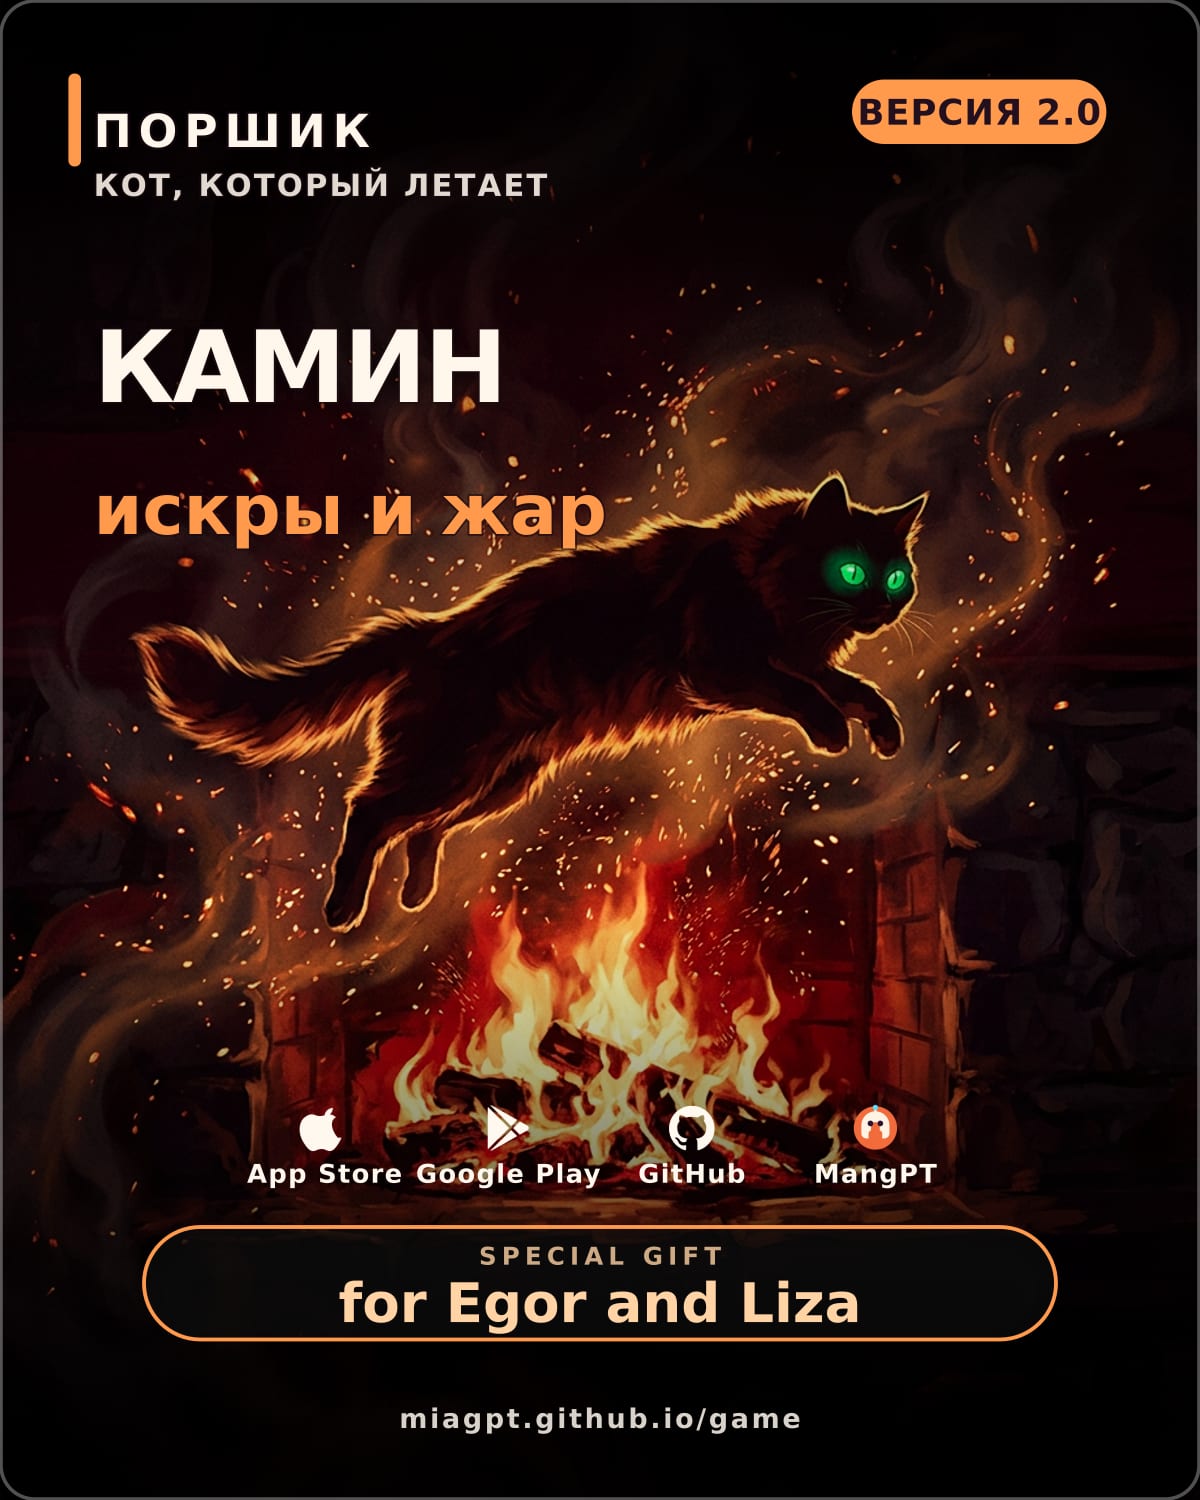 ПОРШИК
ВЕРСИЯ 2.0
КОТ, КОТОРЫЙ ЛЕТАЕТ
КАМИН
искры и жар
App Store Google Play GitHub MangPT
SPECIAL GIFT
for Egor and Liza
miagpt.github.io/game